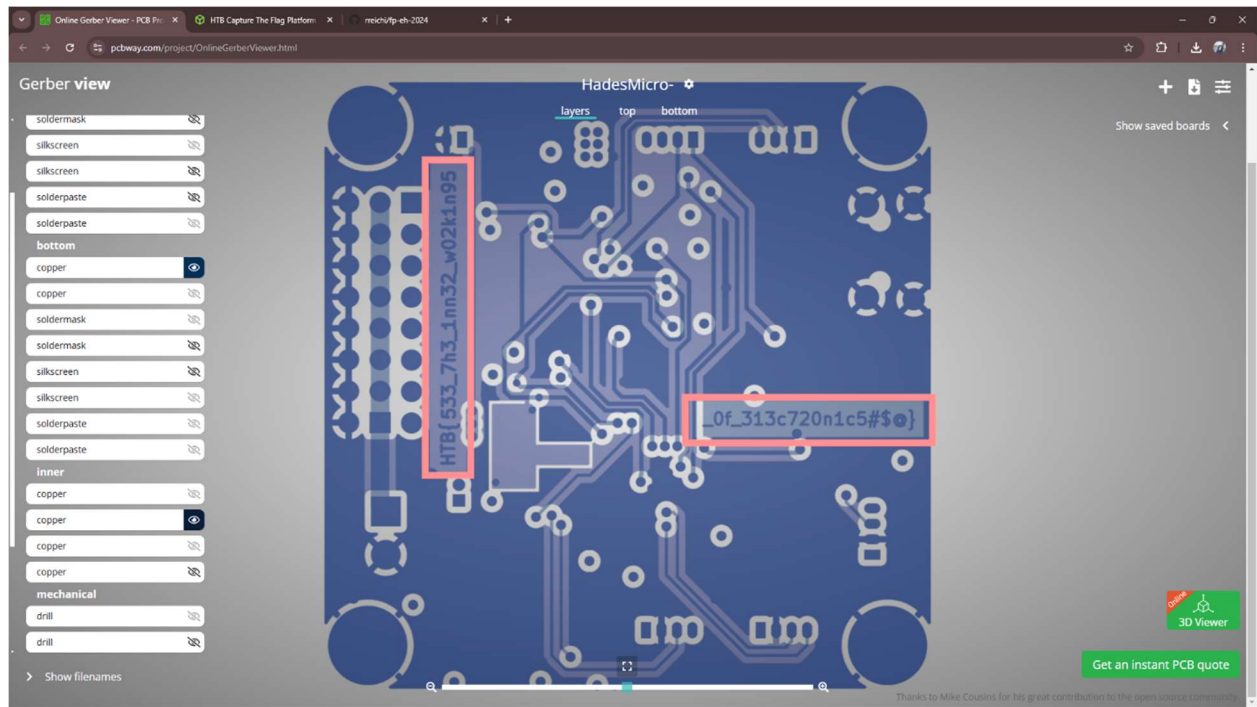 Online Gerber Viewer - PCB Pro
HTB Capture The Flag Platform
rreichi/fp-eh-2024
pcbway.com/project/OnlineGerberViewer.html
Gerber view
HadesMicro-
layers top bottom
Show saved boards
soldermask
silkscreen
silkscreen
solderpaste
solderpaste
bottom
copper
copper
soldermask
soldermask
silkscreen
silkscreen
solderpaste
solderpaste
inner
copper
copper
copper
copper
mechanical
drill
drill
Show filenames
HTB{533_7h3_1nn32_w02k1n95
_0f_313c720n1c5#$@}
Online
3D Viewer
Get an instant PCB quote
Thanks to Mike Cousins for his great contribution to the open source community.